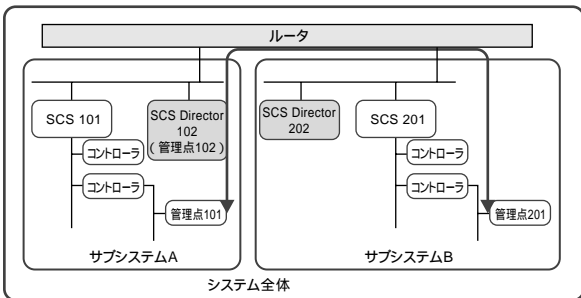 ルータ
SCS 101
SCS Director
102
(管理点102)
コントローラ
コントローラ
管理点101
サブシステムA
SCS Director
202
SCS 201
コントローラ
コントローラ
管理点201
サブシステムB
システム全体